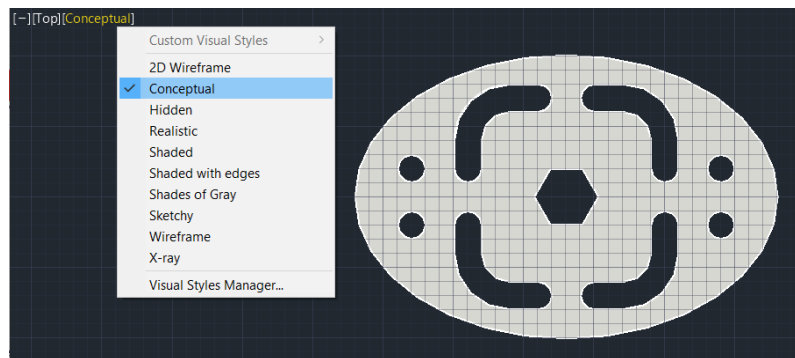 [−][Top][Conceptual]
Custom Visual Styles
2D Wireframe
Conceptual
Hidden
Realistic
Shaded
Shaded with edges
Shades of Gray
Sketchy
Wireframe
X-ray
Visual Styles Manager...